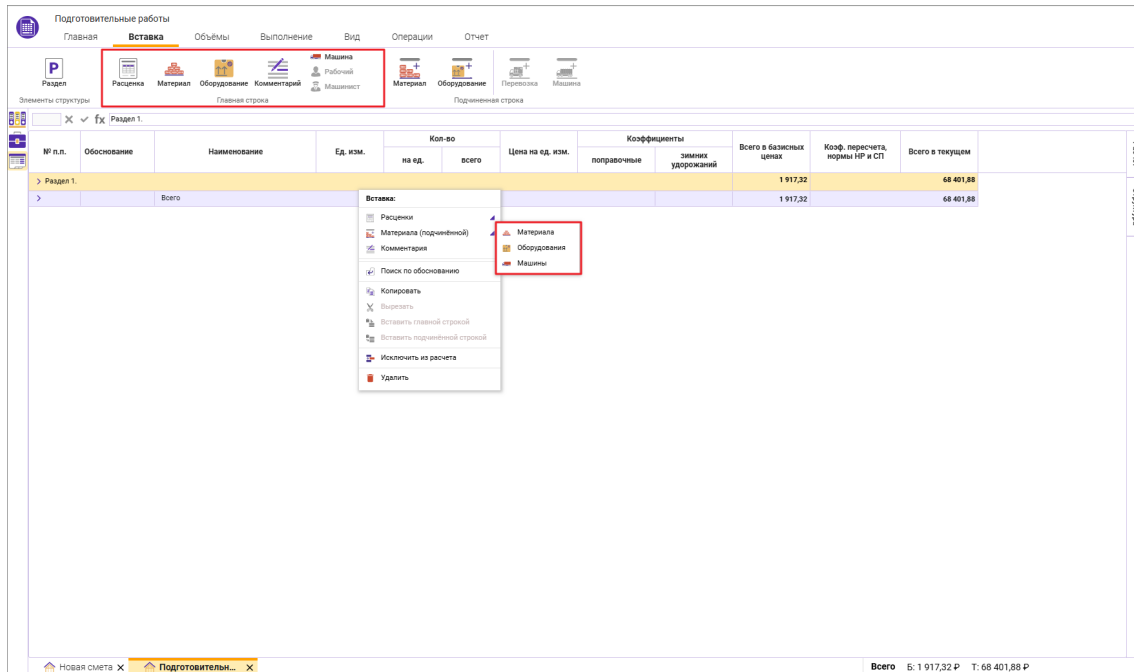 Подготовительные работы
Главная Вставка Объёмы Выполнение Вид Операции Отчет
Машина
P Рабочий
Раздел Расценка Материал Оборудование Комментарий Машинист Материал Оборудование Перевозка Машина
Элементы структуры Главная строка Подчиненная строка
fx Раздел 1.
№ п.п. Обоснование Наименование Ед. изм. Кол-во Цена на ед. изм. Коэффициенты Всего в базисных ценах Коэф. пересчета, нормы НР и СП Всего в текущем
на ед. всего поправочные зимних удорожаний
Раздел 1. 1 917,32 68 401,88
Всего 1 917,32 68 401,88
Вставка:
Расценки
Материала (подчинённой) Материала
Комментария Оборудования
Машины
Поиск по обоснованию
Копировать
Вырезать
Вставить главной строкой
Вставить подчинённой строкой
Исключить из расчета
Удалить
Новая смета X Подготовительн... X Всего Б: 1 917,32 ₽ Т: 68 401,88 ₽